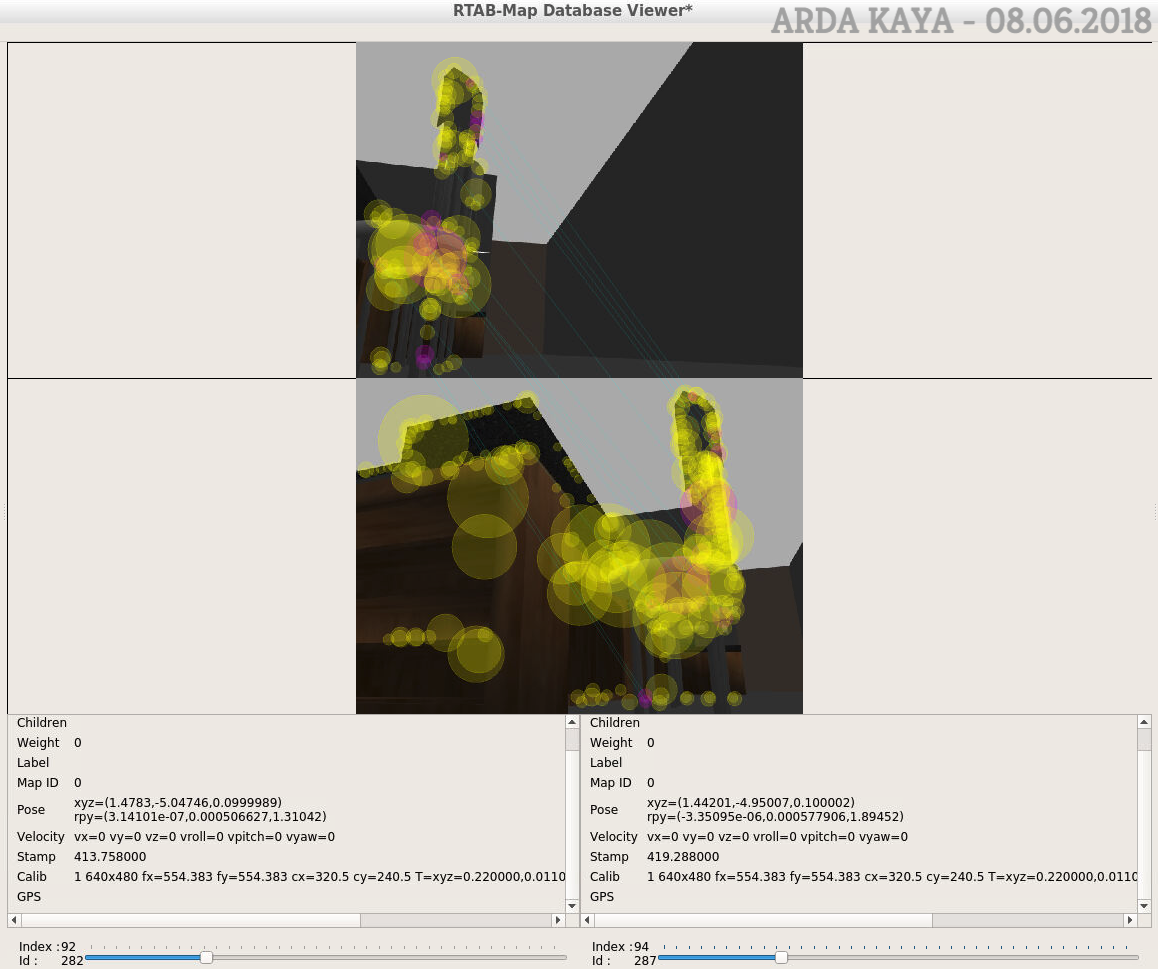 RTAB-Map Database Viewer*
ARDA KAYA - 08.06.2018
Children
Weight 0
Label
Map ID 0
Pose xyz=(1.4783,-5.04746,0.0999989)
rpy=(3.14101e-07,0.000506627,1.31042)
Velocity vx=0 vy=0 vz=0 vroll=0 vpitch=0 vyaw=0
Stamp 413.758000
Calib 1 640x480 fx=554.383 fy=554.383 cx=320.5 cy=240.5 T=xyz=0.220000,0.0110
GPS
Index : 92
Id : 282
Children
Weight 0
Label
Map ID 0
Pose xyz=(1.44201,-4.95007,0.100002)
rpy=(-3.35095e-06,0.000577906,1.89452)
Velocity vx=0 vy=0 vz=0 vroll=0 vpitch=0 vyaw=0
Stamp 419.288000
Calib 1 640x480 fx=554.383 fy=554.383 cx=320.5 cy=240.5 T=xyz=0.220000,0.0110
GPS
Index : 94
Id : 287